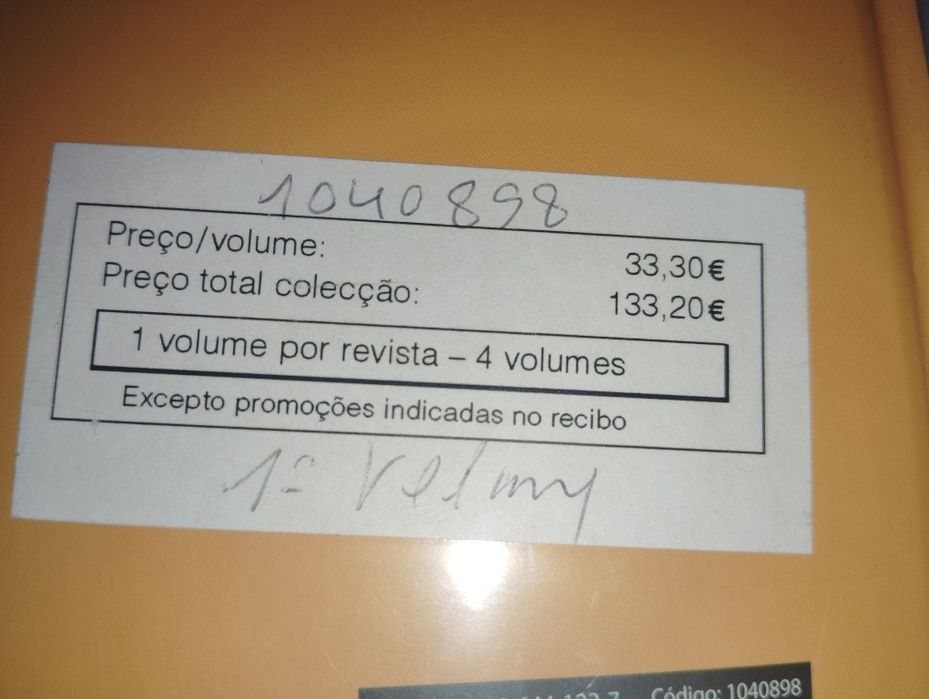 1040898
Preço/volume: 33,30€
Preço total colecção: 133,20€
1 volume por revista – 4 volumes
Excepto promoções indicadas no recibo
1º
Código: 1040898